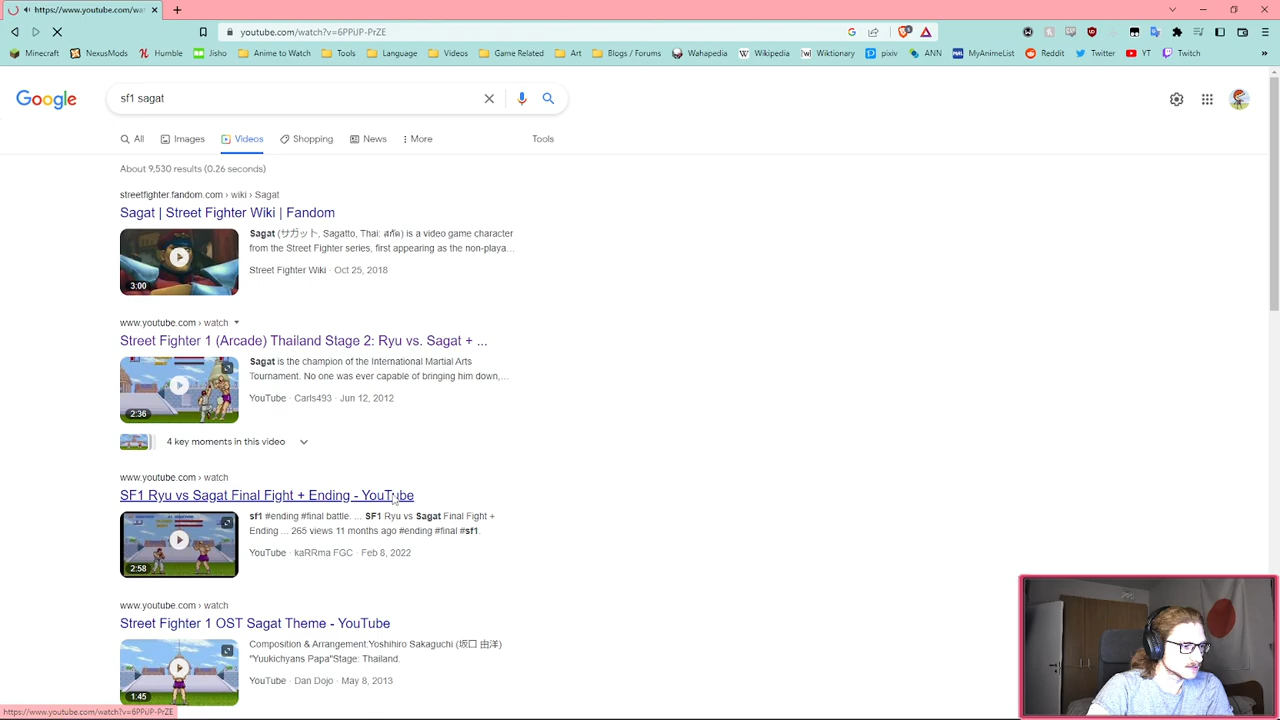 https://www.youtube.com/wat
youtube.com/watch?v=6PPUP-PrZE
Minecraft
NexusMods
Humble
Jisho
Anime to Watch
Tools
Language
Videos
Game Related
Art
Blogs / Forums
Wahapedia
Wikipedia
Wiktionary
pixiv
ANN
MyAnimeList
Reddit
Twitter
YT
Twitch
Google
sf1 sagat
All
Images
Videos
Shopping
News
More
Tools
About 9,530 results (0.26 seconds)
streetfighter.fandom.com › wiki › Sagat
Sagat | Street Fighter Wiki | Fandom
Sagat (サガット, Sagatto, Thai: สกัด) is a video game character
from the Street Fighter series, first appearing as the non-playa...
3:00
Street Fighter Wiki · Oct 25, 2018
www.youtube.com › watch
Street Fighter 1 (Arcade) Thailand Stage 2: Ryu vs. Sagat + ...
Sagat is the champion of the International Martial Arts
Tournament. No one was ever capable of bringing him down,...
YouTube · Carls493 · Jun 12, 2012
2:36
4 key moments in this video
www.youtube.com › watch
SF1 Ryu vs Sagat Final Fight + Ending - YouTube
sf1 #ending #final battle. ... SF1 Ryu vs Sagat Final Fight +
Ending ... 265 views 11 months ago #ending #final #sf1.
YouTube · kaRRma FGC · Feb 8, 2022
2:58
www.youtube.com › watch
Street Fighter 1 OST Sagat Theme - YouTube
Composition & Arrangement:Yoshihiro Sakaguchi (坂口 由洋)
"Yuukichyans Papa"Stage: Thailand.
YouTube · Dan Dojo · May 8, 2013
1:45
https://www.youtube.com/watch?v=6PPUP-PrZE